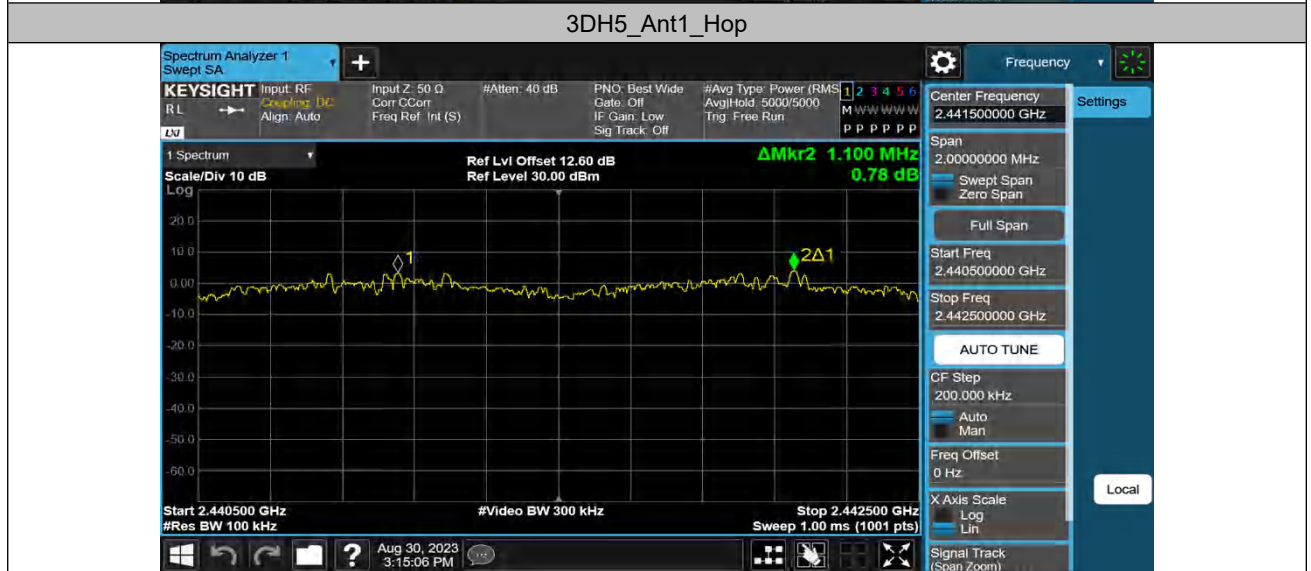 3DH5_Ant1_Hop
Spectrum Analyzer 1
Swept SA
+
Frequency
KEYSIGHT
Input: RF
Input Z: 50 Ω
#Atten: 40 dB
PNO: Best Wide
#Avg Type: Power (RMS
1 2 3 4 5 6
RL
Coupling: DC
Corr CCorr
Gate: Off
Avg|Hold: 5000/5000
M W W W W W
Align: Auto
Freq Ref: Int (S)
IF Gain: Low
Trig: Free Run
Sig Track: Off
P P P P P P
LXI
Center Frequency
2.441500000 GHz
Settings
1 Spectrum
Ref Lvl Offset 12.60 dB
ΔMkr2 1.100 MHz
Scale/Div 10 dB
Ref Level 30.00 dBm
0.78 dB
Log
20.0
10.0
0.00
-10.0
-20.0
-30.0
-40.0
-50.0
-60.0
1
2Δ1
Start 2.440500 GHz
#Video BW 300 kHz
Stop 2.442500 GHz
#Res BW 100 kHz
Sweep 1.00 ms (1001 pts)
Span
2.00000000 MHz
Swept Span
Zero Span
Full Span
Start Freq
2.440500000 GHz
Stop Freq
2.442500000 GHz
AUTO TUNE
CF Step
200.000 kHz
Auto
Man
Freq Offset
0 Hz
X Axis Scale
Log
Lin
Local
Signal Track
(Span Zoom)
?
Aug 30, 2023
3:15:06 PM